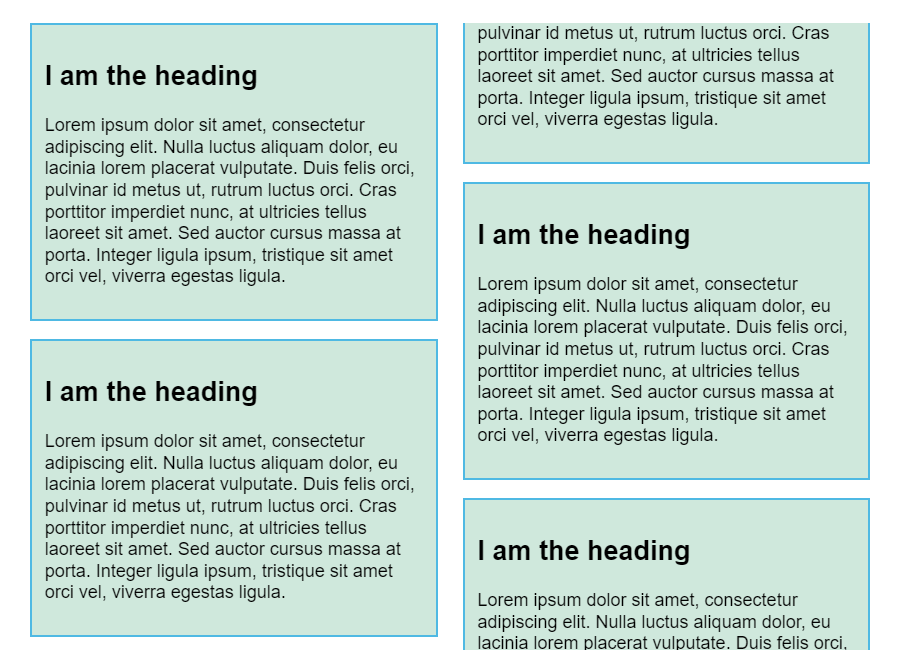 I am the heading
Lorem ipsum dolor sit amet, consectetur
adipiscing elit. Nulla luctus aliquam dolor, eu
lacinia lorem placerat vulputate. Duis felis orci,
pulvinar id metus ut, rutrum luctus orci. Cras
porttitor imperdiet nunc, at ultricies tellus
laoreet sit amet. Sed auctor cursus massa at
porta. Integer ligula ipsum, tristique sit amet
orci vel, viverra egestas ligula.
I am the heading
Lorem ipsum dolor sit amet, consectetur
adipiscing elit. Nulla luctus aliquam dolor, eu
lacinia lorem placerat vulputate. Duis felis orci,
pulvinar id metus ut, rutrum luctus orci. Cras
porttitor imperdiet nunc, at ultricies tellus
laoreet sit amet. Sed auctor cursus massa at
porta. Integer ligula ipsum, tristique sit amet
orci vel, viverra egestas ligula.
pulvinar id metus ut, rutrum luctus orci. Cras
porttitor imperdiet nunc, at ultricies tellus
laoreet sit amet. Sed auctor cursus massa at
porta. Integer ligula ipsum, tristique sit amet
orci vel, viverra egestas ligula.
I am the heading
Lorem ipsum dolor sit amet, consectetur
adipiscing elit. Nulla luctus aliquam dolor, eu
lacinia lorem placerat vulputate. Duis felis orci,
pulvinar id metus ut, rutrum luctus orci. Cras
porttitor imperdiet nunc, at ultricies tellus
laoreet sit amet. Sed auctor cursus massa at
porta. Integer ligula ipsum, tristique sit amet
orci vel, viverra egestas ligula.
I am the heading
Lorem ipsum dolor sit amet, consectetur
adipiscing elit. Nulla luctus aliquam dolor, eu
lacinia lorem placerat vulputate. Duis felis orci,